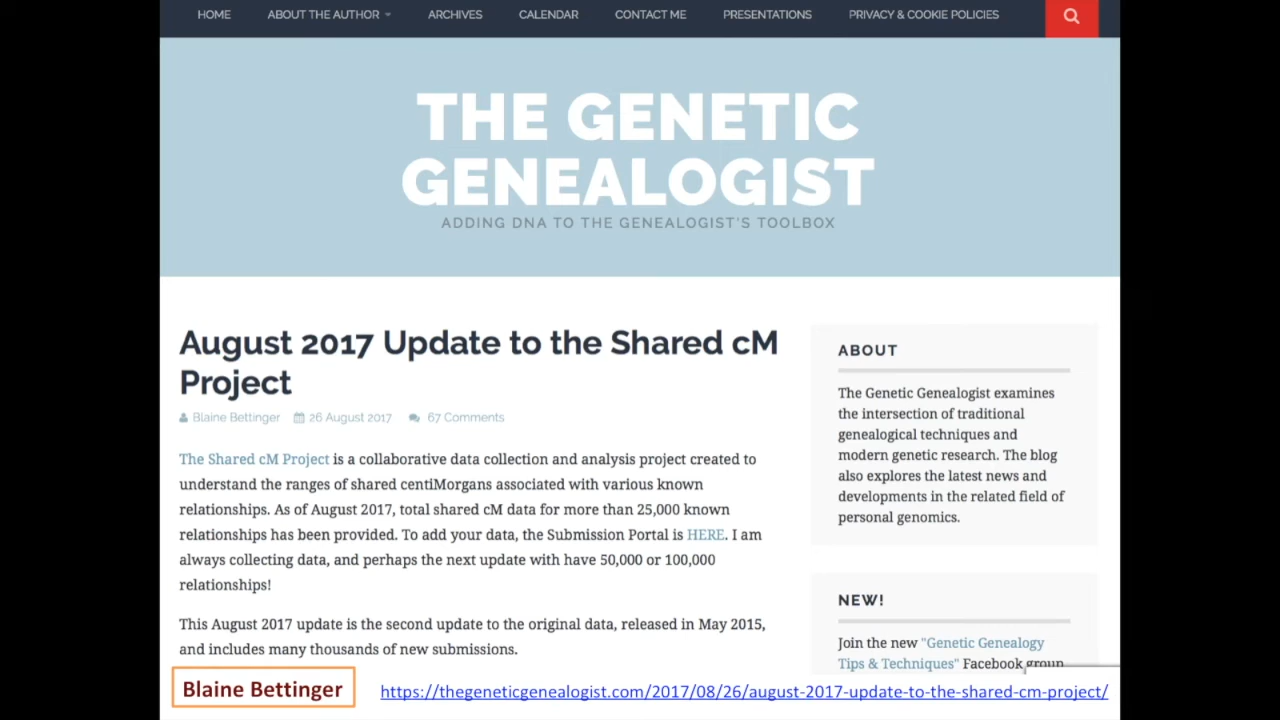 HOME ABOUT THE AUTHOR ARCHIVES CALENDAR CONTACT ME PRESENTATIONS PRIVACY & COOKIE POLICIES
THE GENETIC
GENEALOGIST
ADDING DNA TO THE GENEALOGIST'S TOOLBOX
August 2017 Update to the Shared cM
Project
Blaine Bettinger 26 August 2017 67 Comments
The Shared cM Project is a collaborative data collection and analysis project created to
understand the ranges of shared centiMorgans associated with various known
relationships. As of August 2017, total shared cM data for more than 25,000 known
relationships has been provided. To add your data, the Submission Portal is HERE. I am
always collecting data, and perhaps the next update with have 50,000 or 100,000
relationships!
This August 2017 update is the second update to the original data, released in May 2015,
and includes many thousands of new submissions.
ABOUT
The Genetic Genealogist examines
the intersection of traditional
genealogical techniques and
modern genetic research. The blog
also explores the latest news and
developments in the related field of
personal genomics.
NEW!
Join the new "Genetic Genealogy
Tips & Techniques" Facebook group
Blaine Bettinger
https://thegeneticgenealogist.com/2017/08/26/august-2017-update-to-the-shared-cm-project/